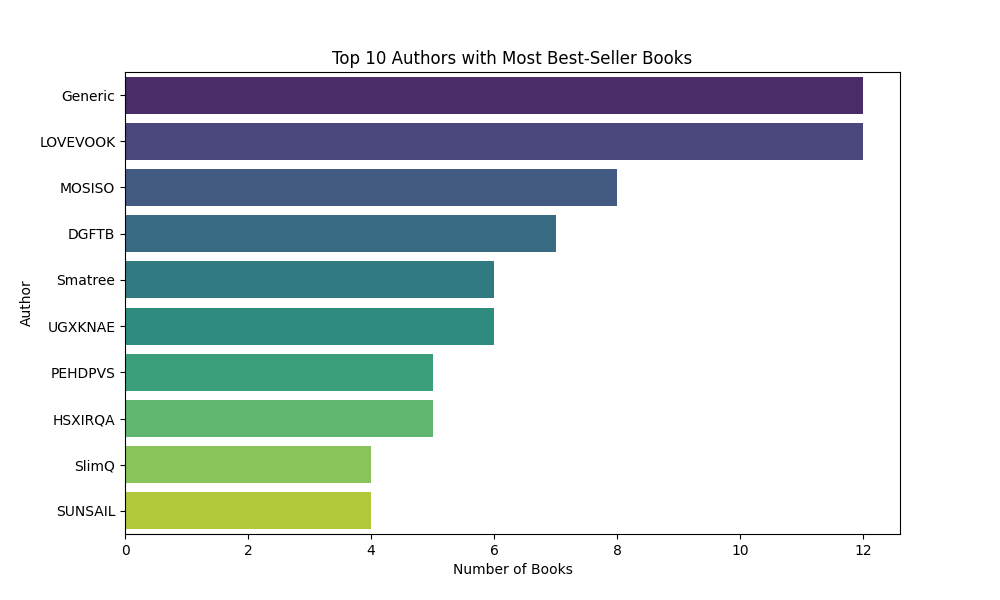 Top 10 Authors with Most Best-Seller Books
Author
Generic
LOVEVOOK
MOSISO
DGFTB
Smatree
UGXKNAE
PEHDPVS
HSXIRQA
SlimQ
SUNSAIL
0 2 4 6 8 10 12
Number of Books